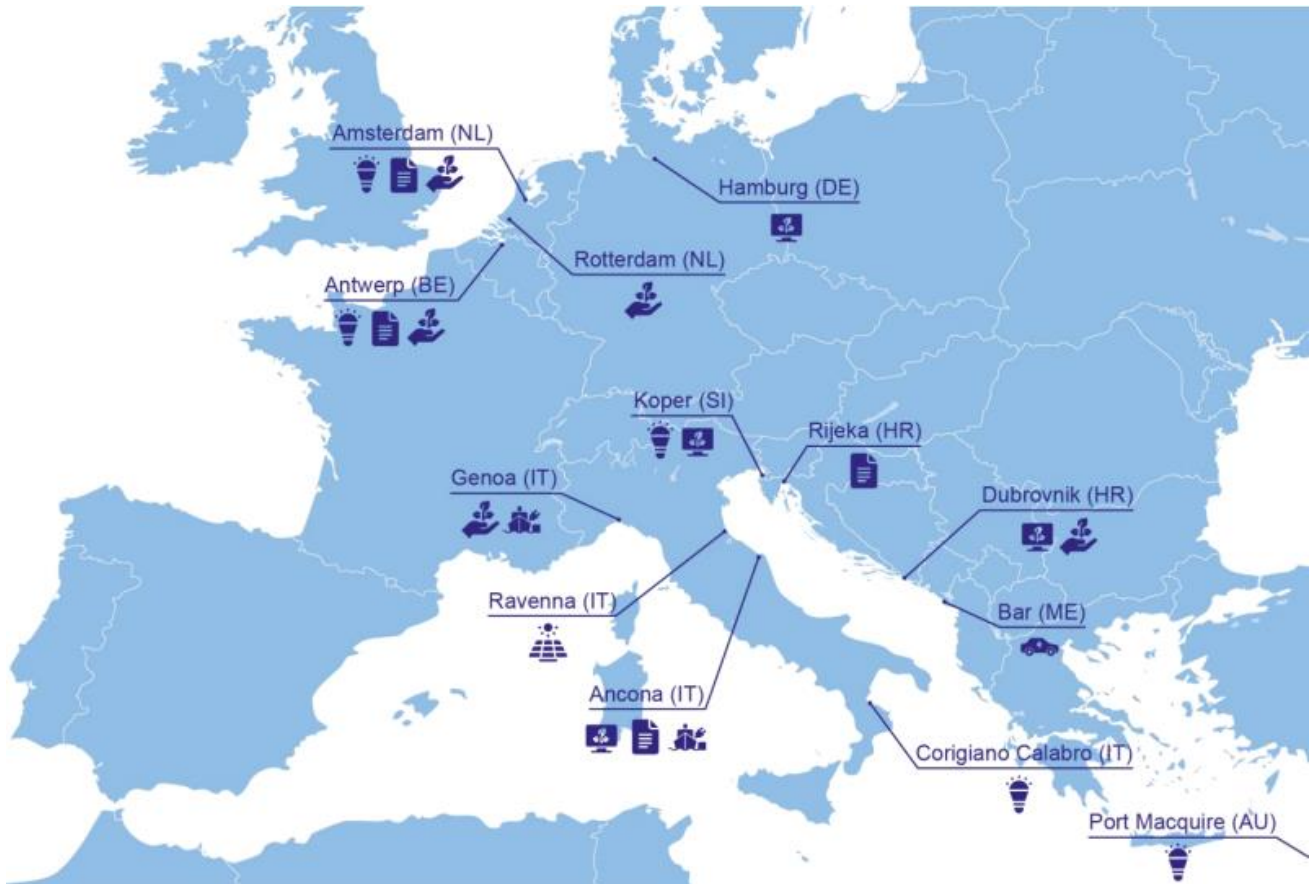 Amsterdam (NL)
Hamburg (DE)
Rotterdam (NL)
Antwerp (BE)
Koper (SI)
Rijeka (HR)
Genoa (IT)
Dubrovnik (HR)
Ravenna (IT)
Bar (ME)
Ancona (IT)
Corigiano Calabro (IT)
Port Macquire (AU)